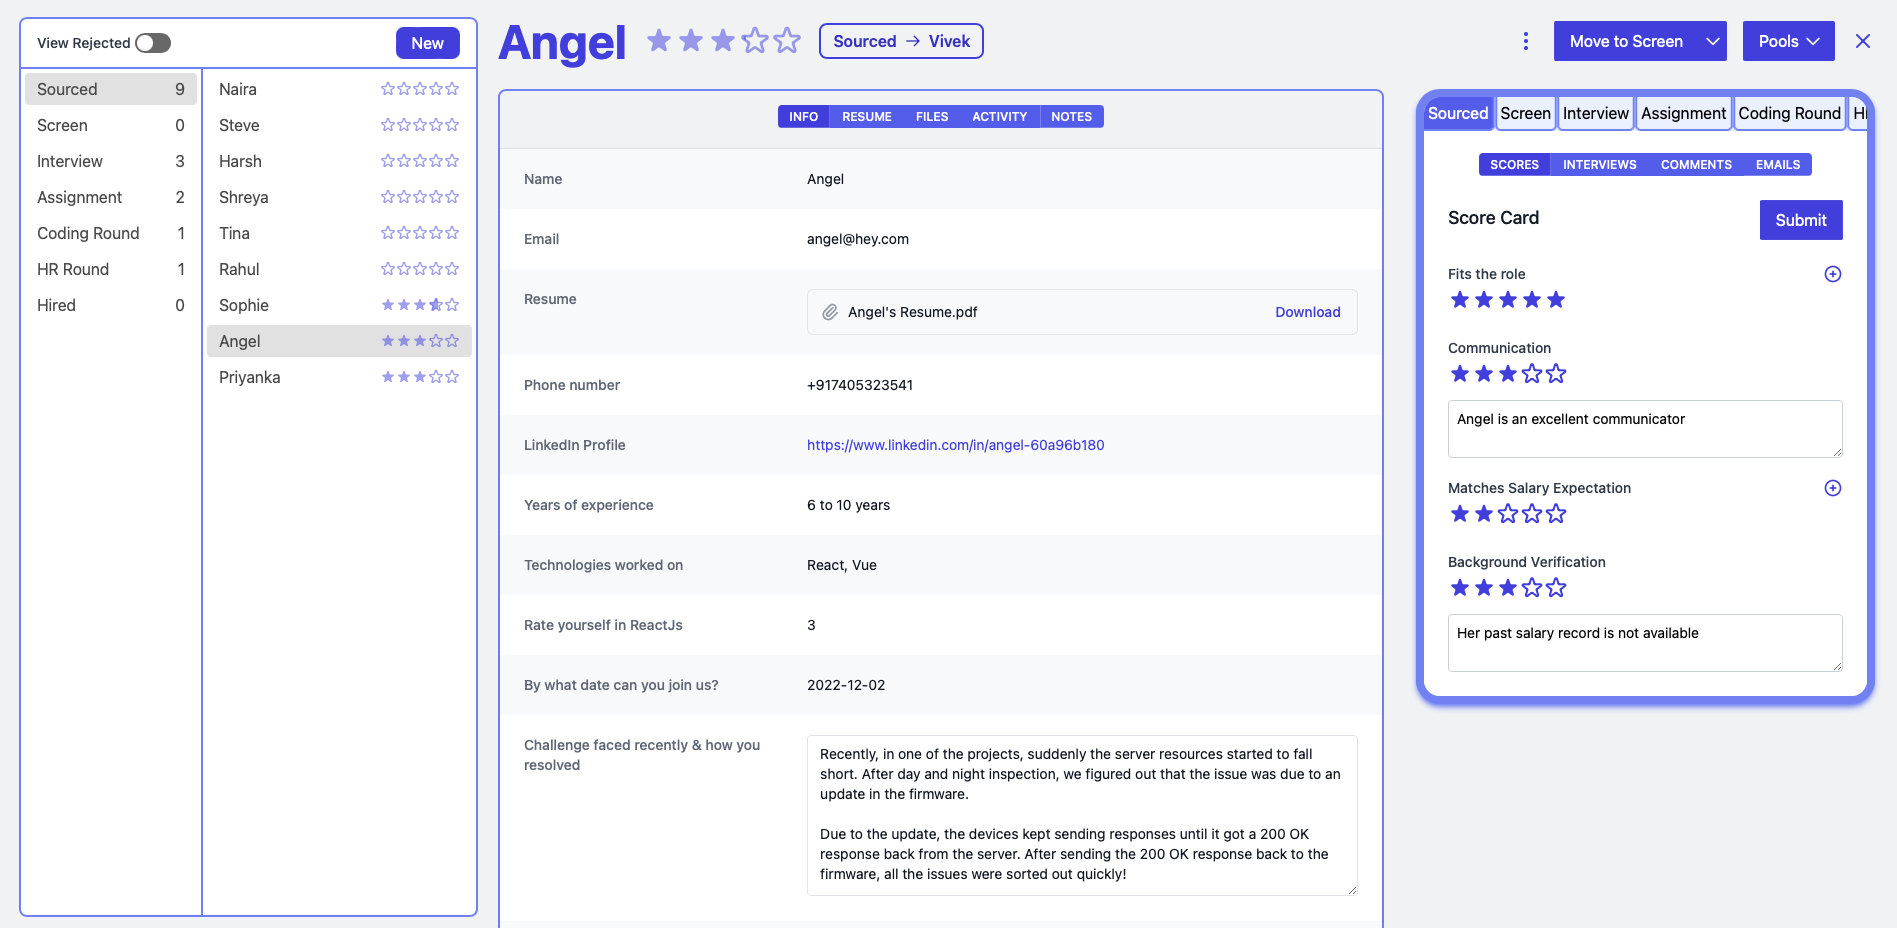 View Rejected
New
Sourced 9
Screen 0
Interview 3
Assignment 2
Coding Round 1
HR Round 1
Hired 0
Naira
Steve
Harsh
Shreya
Tina
Rahul
Sophie
Angel
Priyanka
Angel
Sourced → Vivek
Move to Screen
Pools
INFO RESUME FILES ACTIVITY NOTES
Name Angel
Email angel@hey.com
Resume Angel's Resume.pdf Download
Phone number +917405323541
LinkedIn Profile https://www.linkedin.com/in/angel-60a96b180
Years of experience 6 to 10 years
Technologies worked on React, Vue
Rate yourself in ReactJs 3
By what date can you join us? 2022-12-02
Challenge faced recently & how you
resolved
Recently, in one of the projects, suddenly the server resources started to fall
short. After day and night inspection, we figured out that the issue was due to an
update in the firmware.
Due to the update, the devices kept sending responses until it got a 200 OK
response back from the server. After sending the 200 OK response back to the
firmware, all the issues were sorted out quickly!
Sourced Screen Interview Assignment Coding Round
SCORES INTERVIEWS COMMENTS EMAILS
Score Card
Submit
Fits the role
Communication
Angel is an excellent communicator
Matches Salary Expectation
Background Verification
Her past salary record is not available